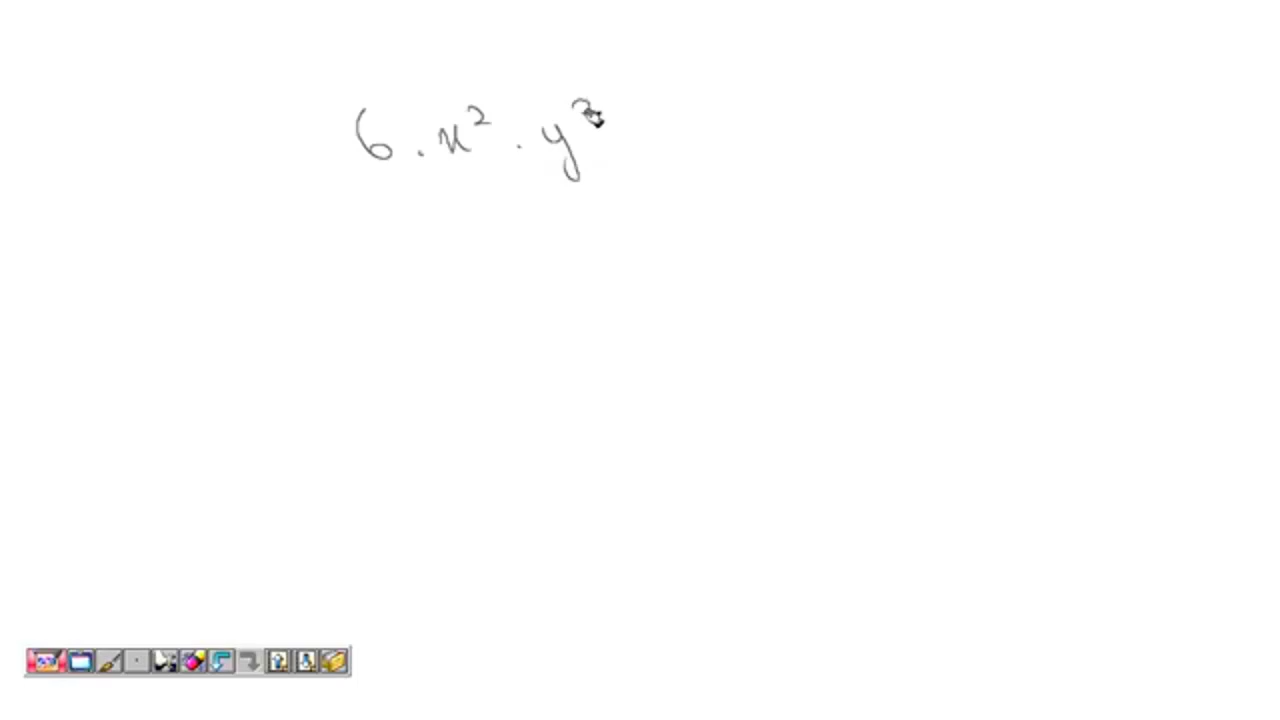 6 . x² . y³